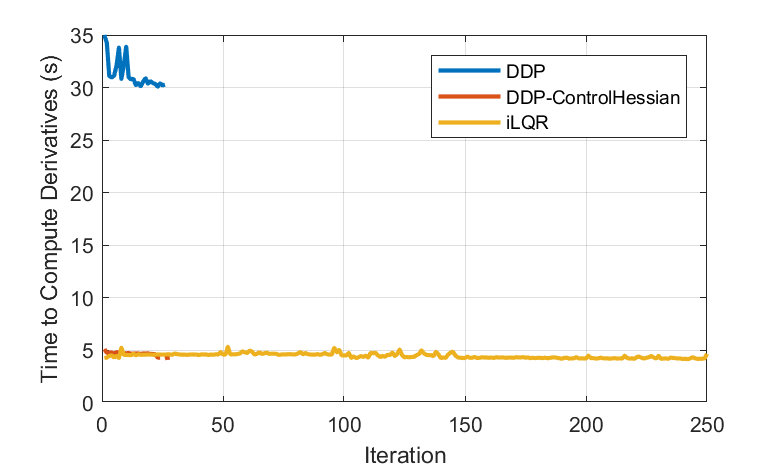 35
30
25
20
15
10
5
0
Time to Compute Derivatives (s)
DDP
DDP-ControlHessian
iLQR
0 50 100 150 200 250
Iteration